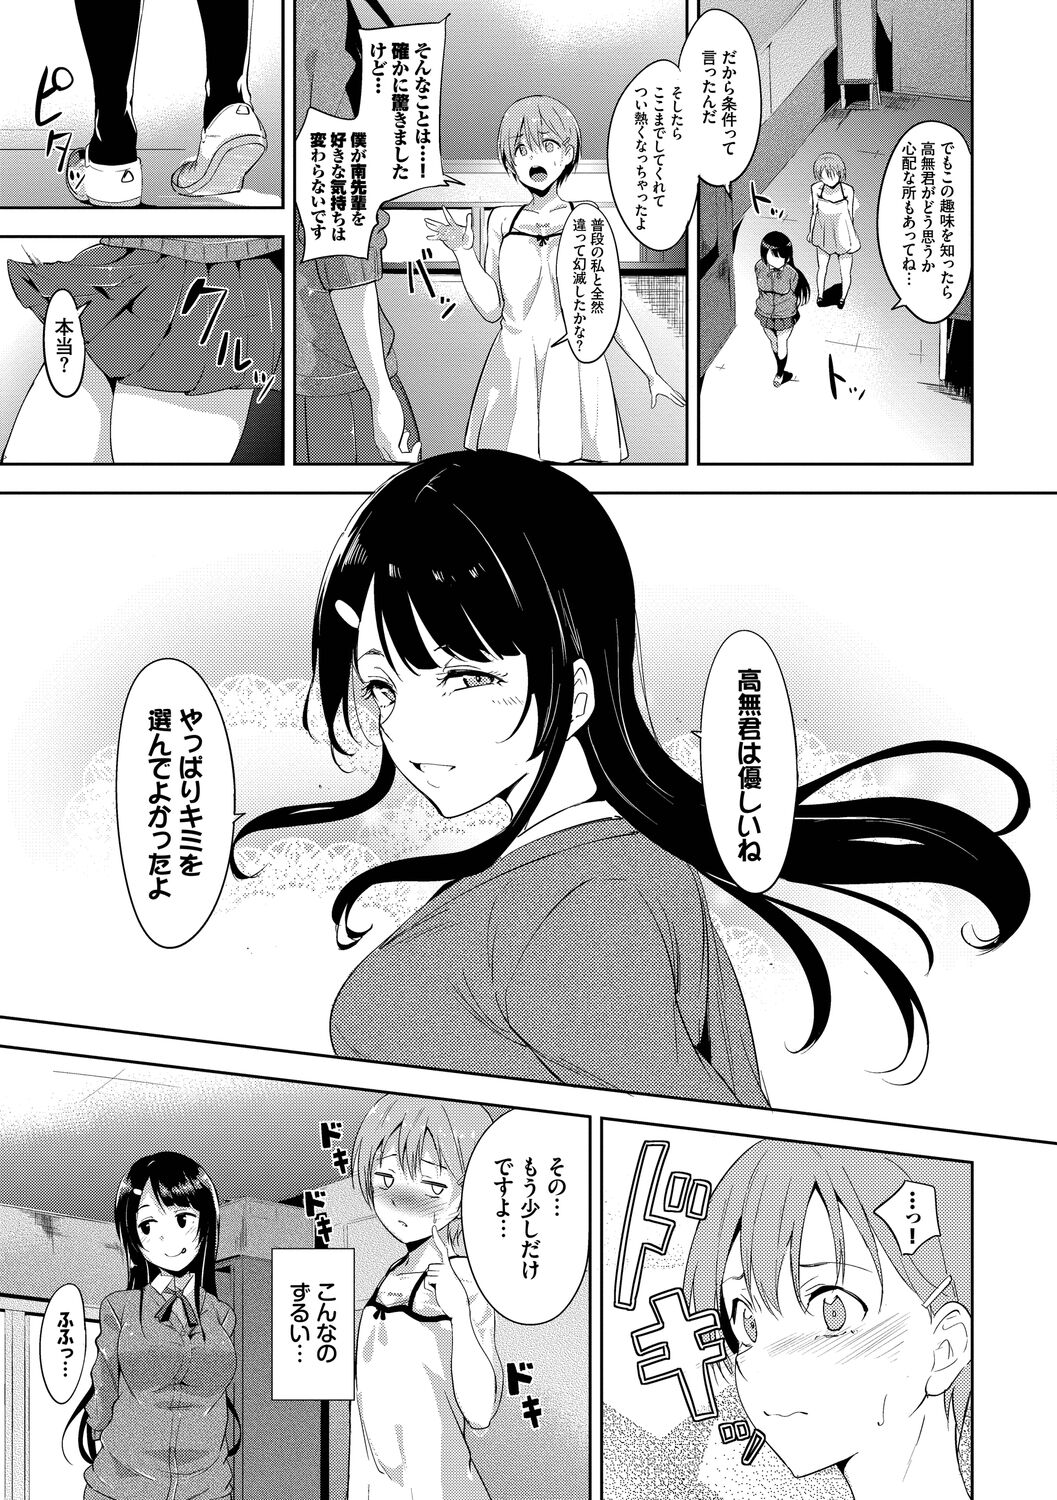 でもこの趣味を知ったら
高無君がどう思うか
心配な所もあってね…
トッ
トッ
だから条件って
言ったんだ
そしたら
ここまでしてくれて
つい熱くなっちゃったよ
普段の私と全然
違って幻滅したかな?
そんなことは…!
確かに驚きました
けど…
僕が南先輩を
好きな気持ちは
変わらないです
ピタ
クルッ
本当?
高無君は優しいね
やっぱりキミを
選んでよかったよ
…っ!
ドキッ
その…
もう少しだけ
ですよ…
ドキ
ドキ
ドキ
こんなの
ずるい…
ふふっ…